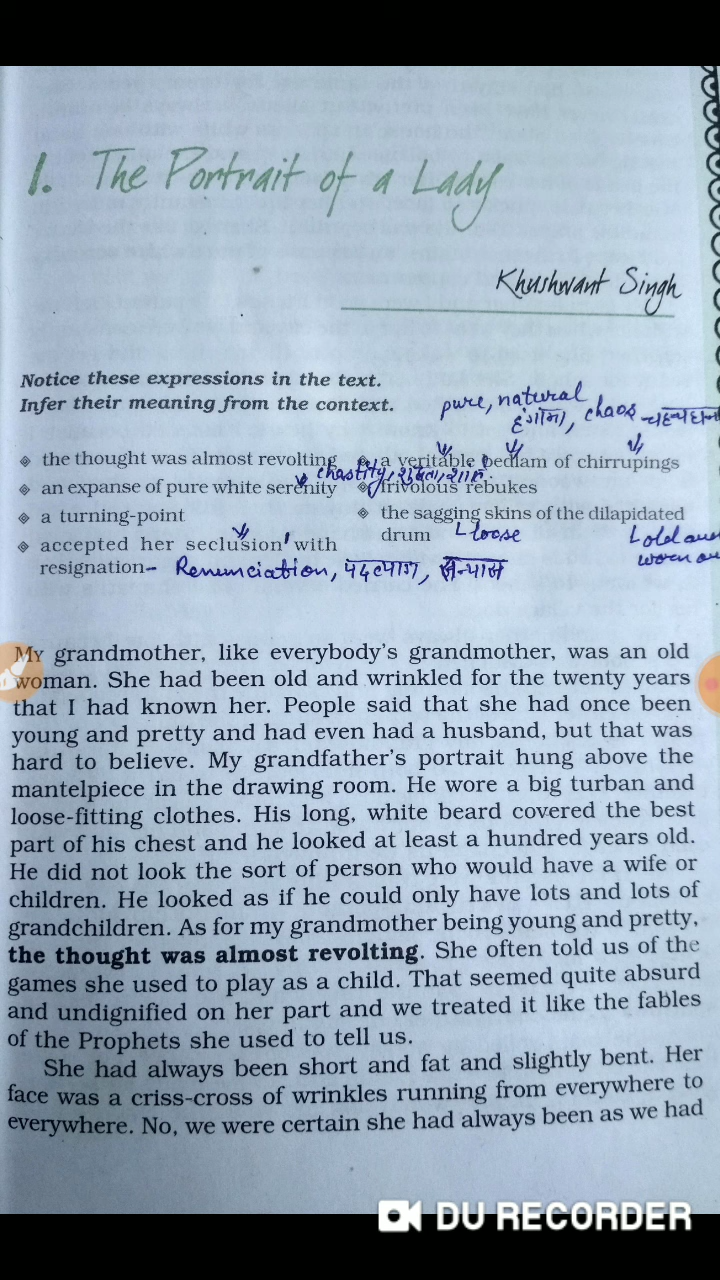 1. The Portrait of a Lady
Khushwant Singh
Notice these expressions in the text.
Infer their meaning from the context.
pure, natural
हंगामा, chaos चहचहाना
the thought was almost revolting
a veritable bedlam of chirrupings
chastity, शुद्धता, शांत
an expanse of pure white serenity
frivolous rebukes
a turning-point
the sagging skins of the dilapidated
drum
loose
old and
worn ou
accepted her seclusion with
resignation - Renunciation, पदत्याग, सन्यास
My grandmother, like everybody's grandmother, was an old
woman. She had been old and wrinkled for the twenty years
that I had known her. People said that she had once been
young and pretty and had even had a husband, but that was
hard to believe. My grandfather's portrait hung above the
mantelpiece in the drawing room. He wore a big turban and
loose-fitting clothes. His long, white beard covered the best
part of his chest and he looked at least a hundred years old.
He did not look the sort of person who would have a wife or
children. He looked as if he could only have lots and lots of
grandchildren. As for my grandmother being young and pretty,
the thought was almost revolting. She often told us of the
games she used to play as a child. That seemed quite absurd
and undignified on her part and we treated it like the fables
of the Prophets she used to tell us.
She had always been short and fat and slightly bent. Her
face was a criss-cross of wrinkles running from everywhere to
everywhere. No, we were certain she had always been as we had
DU RECORDER